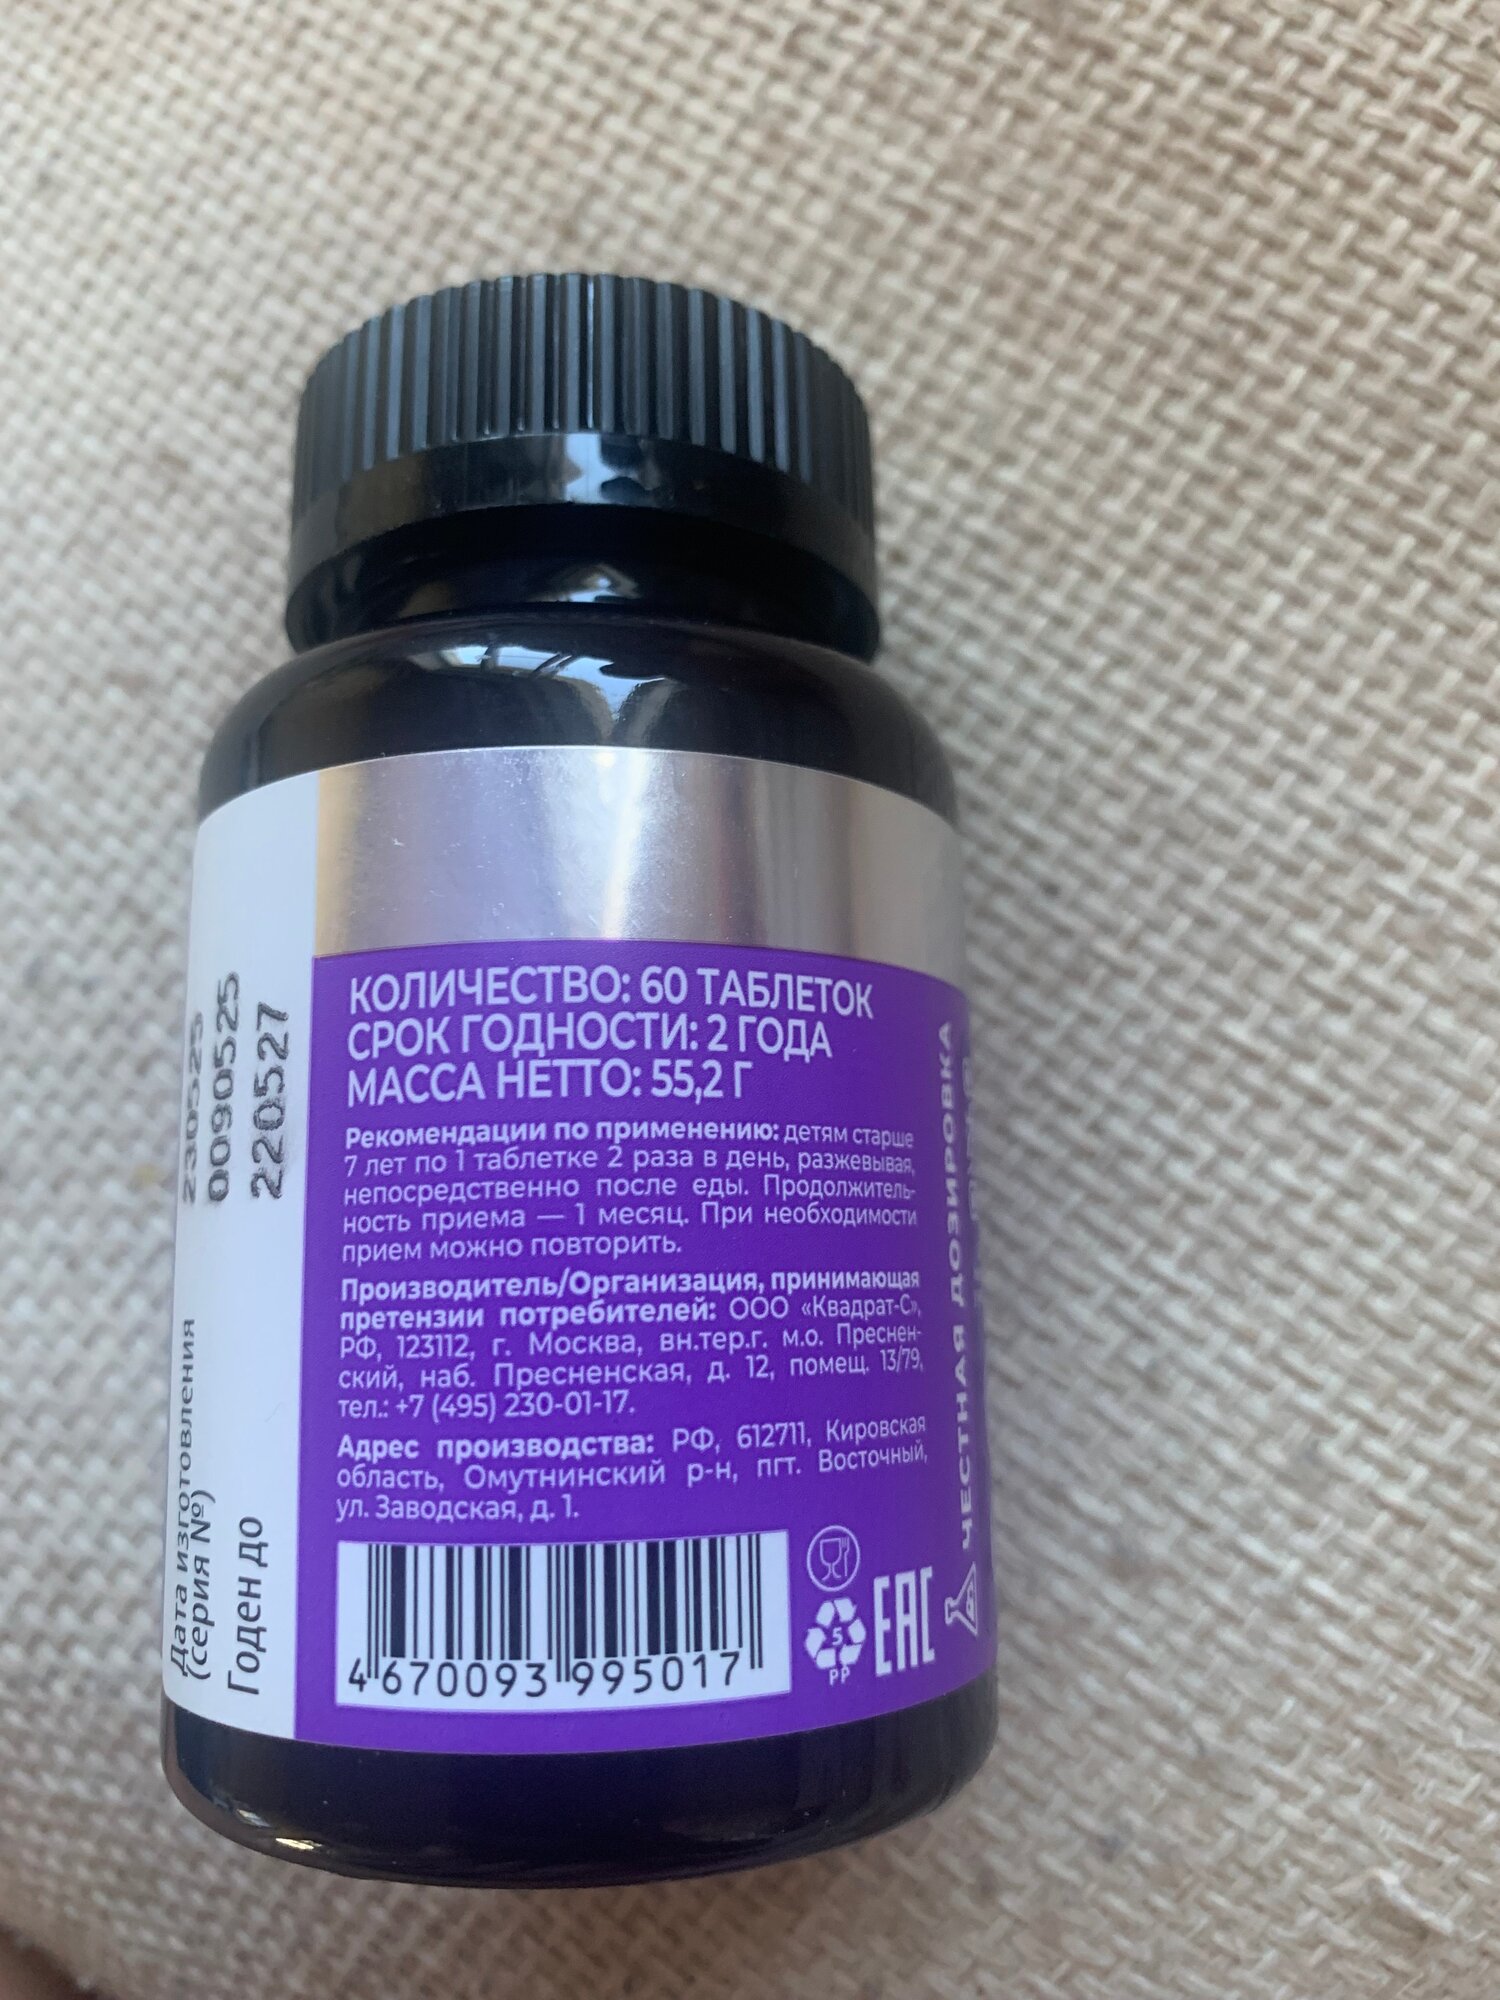 КОЛИЧЕСТВО: 60 ТАБЛЕТОК
СРОК ГОДНОСТИ: 2 ГОДА
МАССА НЕТТО: 55,2 Г
Рекомендации по применению: детям старше
7 лет по 1 таблетке 2 раза в день, разжевывая,
непосредственно после еды. Продолжитель-
ность приема — 1 месяц. При необходимости
прием можно повторить.
Производитель/Организация, принимающая
претензии потребителей: ООО «Квадрат-С»,
РФ, 123112, г. Москва, вн.тер.г. м.о. Преснен-
ский, наб. Пресненская, д. 12, помещ. 13/79,
тел.: +7 (495) 230-01-17.
Адрес производства: РФ, 612711, Кировская
область, Омутнинский р-н, пгт. Восточный,
ул. Заводская, д. 1.
4 670093 995017
5
PP
EAC
Дата изготовления 230525
(серия №) 0090525
Годен до 220527
ЧЕСТНАЯ ДОЗИРОВКА